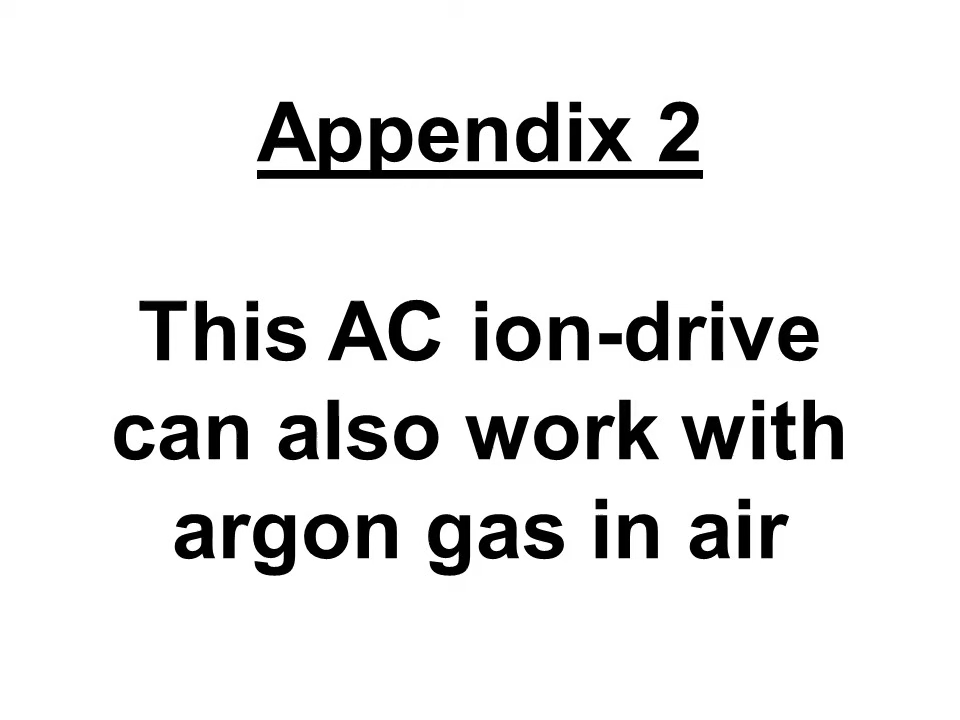 Appendix 2
This AC ion-drive
can also work with
argon gas in air